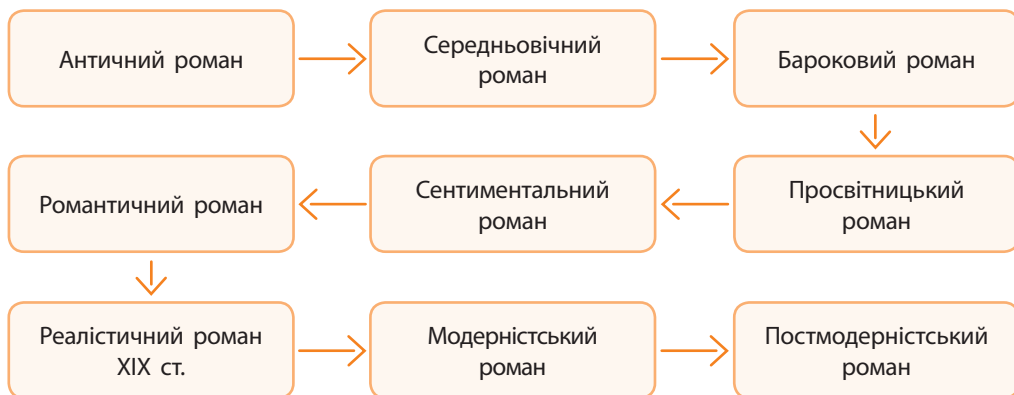 Античний роман
Середньовічний
роман
Бароковий роман
Просвітницький
роман
Сентиментальний
роман
Романтичний роман
Реалістичний роман
XIX ст.
Модерністський
роман
Постмодерністський
роман